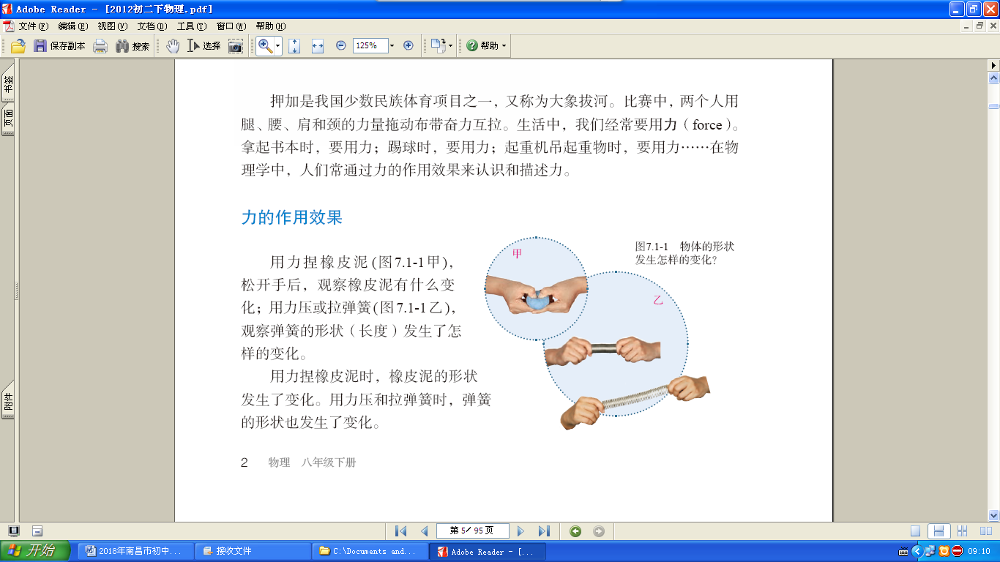 Adobe Reader - [2012初二下物理.pdf]
文件(F) 编辑(E) 视图(V) 文档(D) 工具(T) 窗口(W) 帮助(H)
保存副本 搜索 选择 125% 帮助
书签
页面
附件
押加是我国少数民族体育项目之一，又称为大象拔河。比赛中，两个人用
腿、腰、肩和颈的力量拖动布带奋力互拉。生活中，我们经常要用力（force）。
拿起书本时，要用力；踢球时，要用力；起重机吊起重物时，要用力……在物
理学中，人们常通过力的作用效果来认识和描述力。
力的作用效果
用力捏橡皮泥(图7.1-1甲)，
松开手后，观察橡皮泥有什么变
化；用力压或拉弹簧(图7.1-1乙)，
观察弹簧的形状（长度）发生了怎
样的变化。
用力捏橡皮泥时，橡皮泥的形状
发生了变化。用力压和拉弹簧时，弹簧
的形状也发生了变化。
图7.1-1 物体的形状
发生怎样的变化?
甲
乙
2 物理 八年级下册
第 5/ 95 页
开始 2018年南昌市初中... 接收文件 C:\Documents and... Adobe Reader - [... 09:10